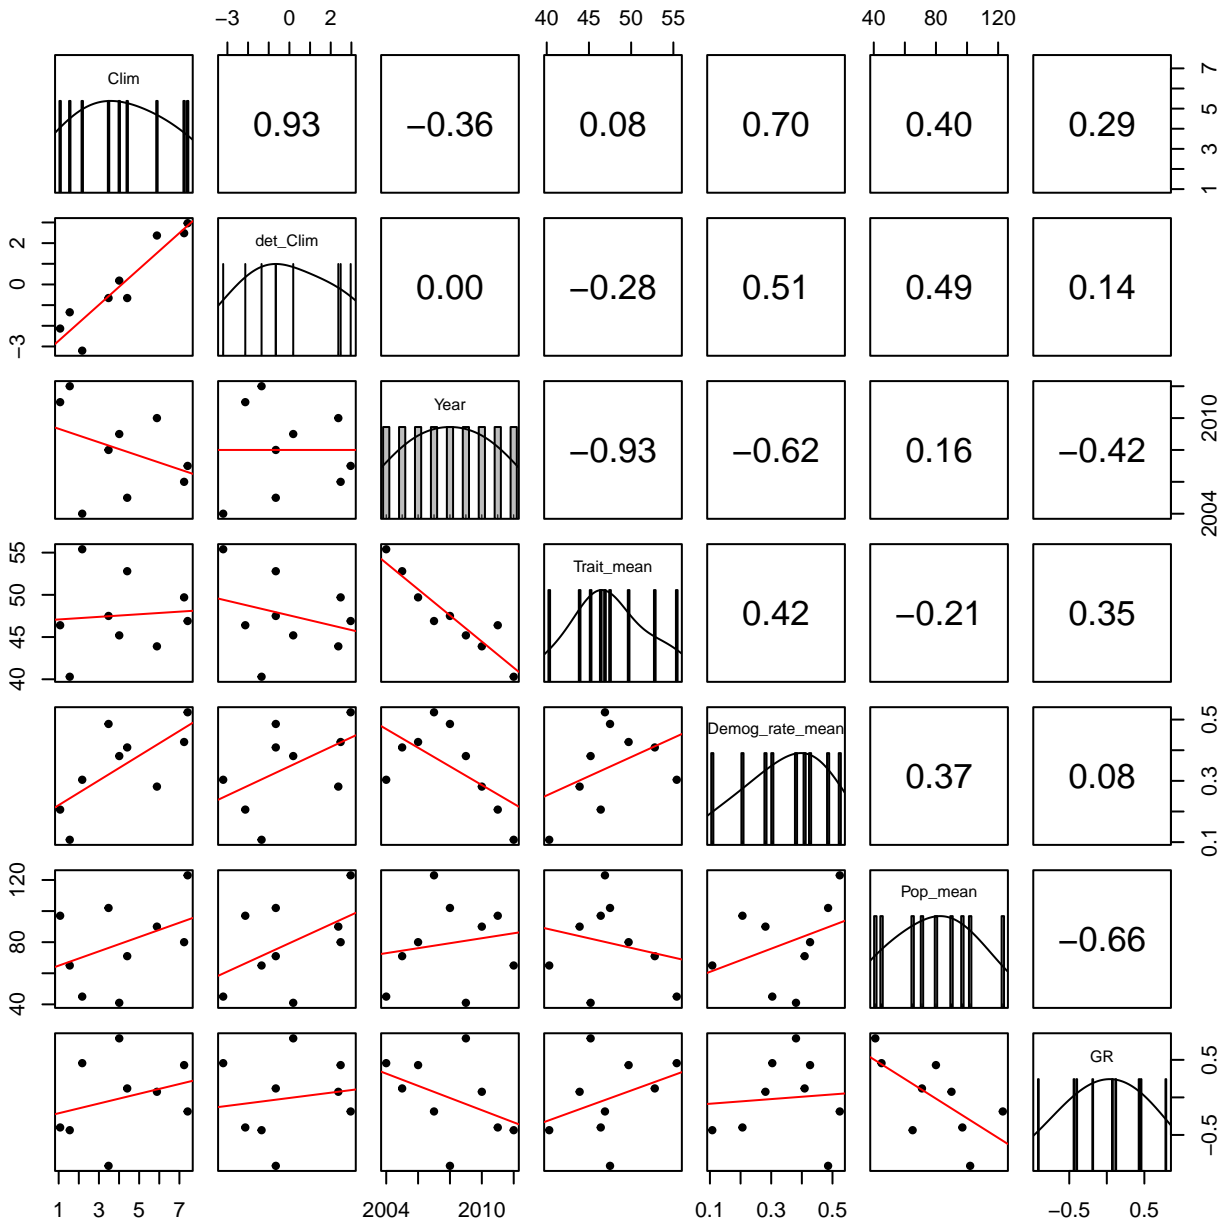 −3 0 2 40 45 50 55 40 80 120
Clim 0.93 −0.36 0.08 0.70 0.40 0.29 1 3 5 7
−3 0 2 det_Clim 0.00 −0.28 0.51 0.49 0.14
Year −0.93 −0.62 0.16 −0.42 2004 2010
40 45 50 55 Trait_mean 0.42 −0.21 0.35
Demog_rate_mean 0.37 0.08 0.1 0.3 0.5
40 80 120 Pop_mean −0.66
GR −0.5 0.5
1 3 5 7 2004 2010 0.1 0.3 0.5 −0.5 0.5